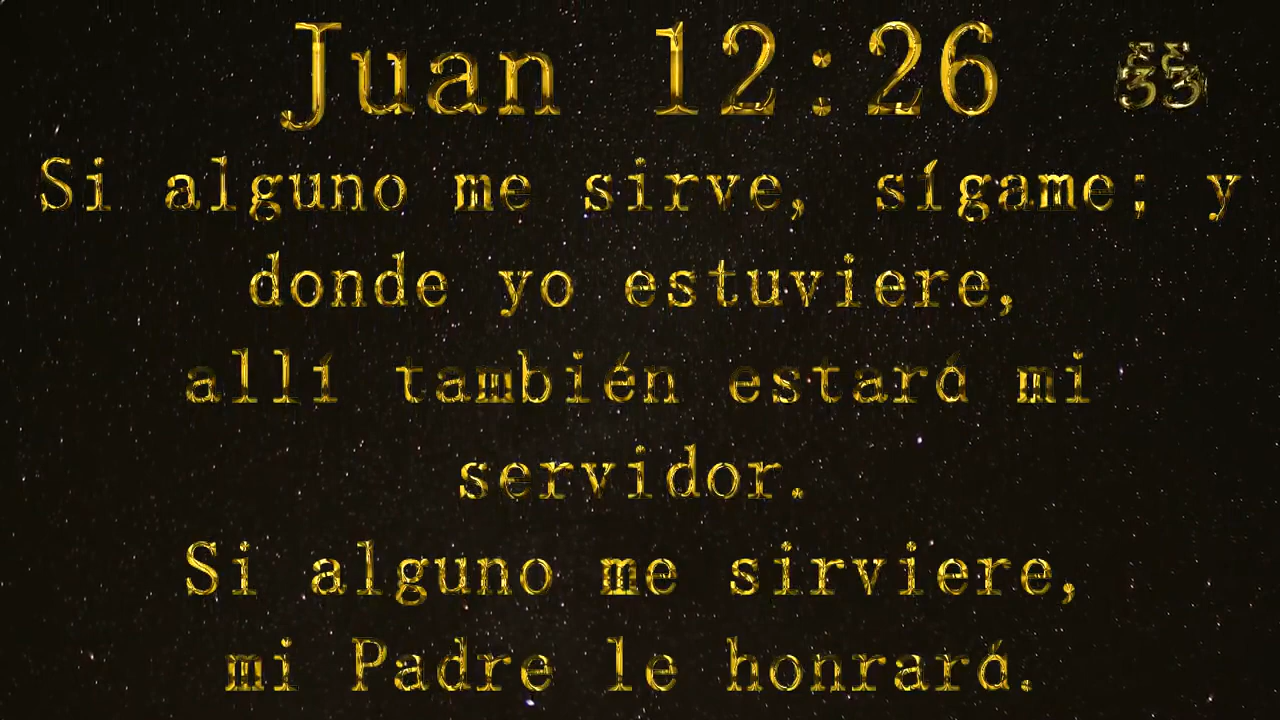 Juan 12:26
Si alguno me sirve, sígame; y
donde yo estuviere,
allí también estará mi
servidor.
Si alguno me sirviere,
mi Padre le honrará.